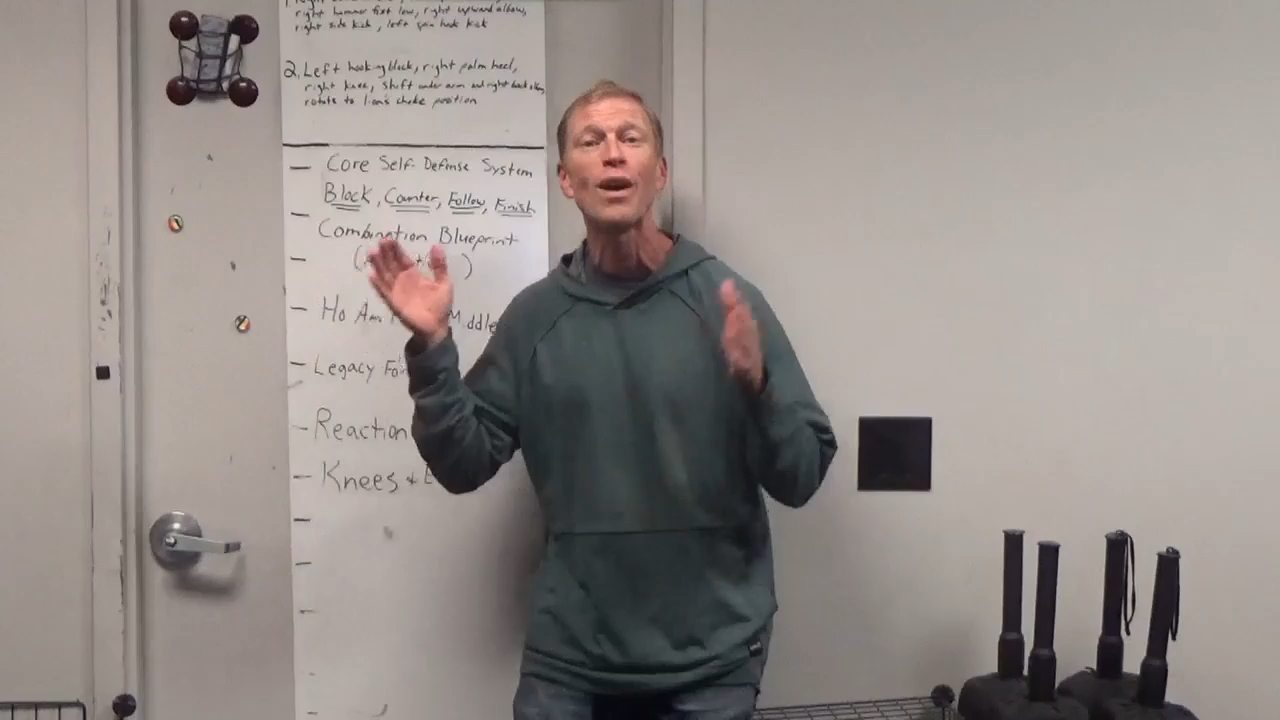 right hammer fist low, right upward elbow,
right side kick, left spin hook kick
2. Left hooking block, right palm heel,
right knee, shift under arm and right back elbow,
rotate to lion's choke position
Core Self-Defense System
Block, Counter, Follow, Finish
Combination Blueprint
Ho Middle
Legacy
Reaction
Knees +